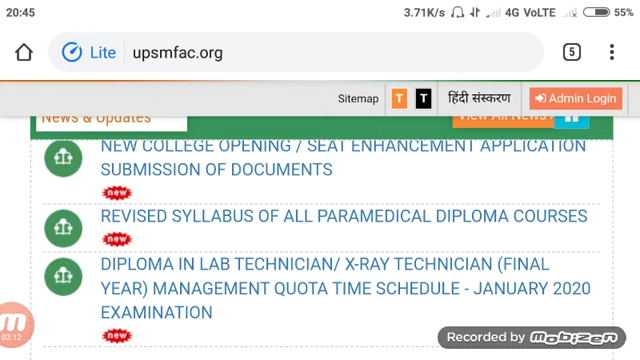 20:45 3.71K/s 4G VoLTE 55%
Lite upsmfac.org 5
Sitemap T T हिंदी संस्करण Admin Login
News & Updates View All News
NEW COLLEGE OPENING / SEAT ENHANCEMENT APPLICATION
SUBMISSION OF DOCUMENTS
new
REVISED SYLLABUS OF ALL PARAMEDICAL DIPLOMA COURSES
new
DIPLOMA IN LAB TECHNICIAN/ X-RAY TECHNICIAN (FINAL
YEAR) MANAGEMENT QUOTA TIME SCHEDULE - JANUARY 2020
EXAMINATION
new
02:12
Recorded by Mobizen